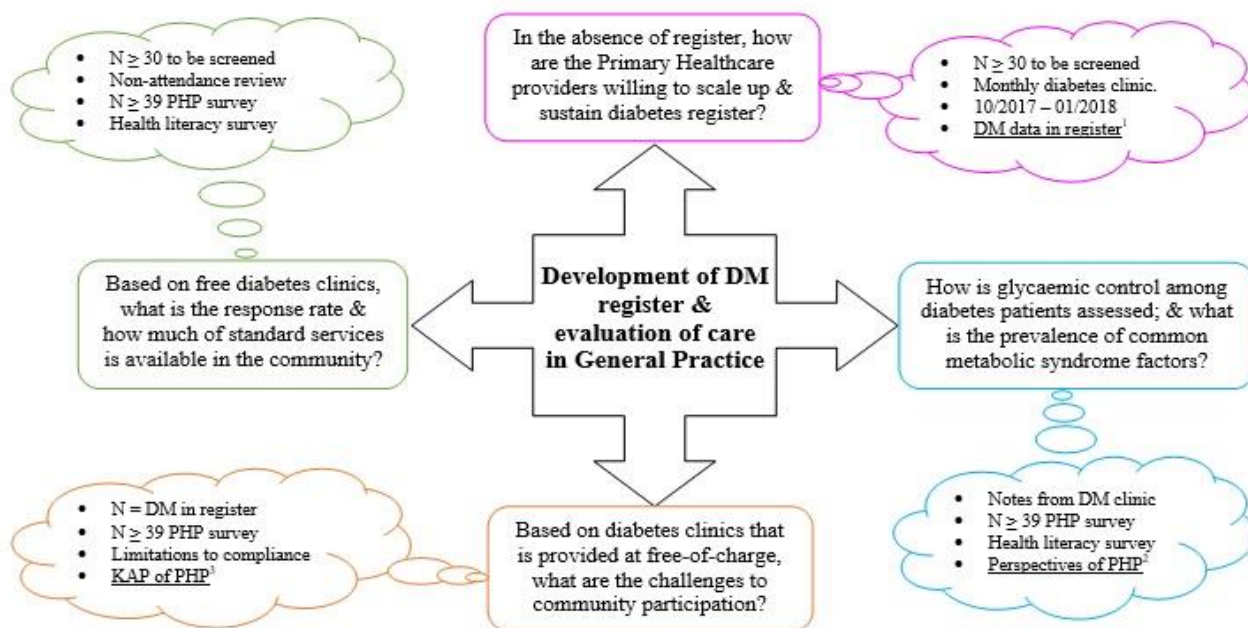 • N ≥ 30 to be screened
• Non-attendance review
• N ≥ 39 PHP survey
• Health literacy survey
In the absence of register, how
are the Primary Healthcare
providers willing to scale up &
sustain diabetes register?
• N ≥ 30 to be screened
• Monthly diabetes clinic.
• 10/2017 – 01/2018
• DM data in register¹
Based on free diabetes clinics,
what is the response rate &
how much of standard services
is available in the community?
Development of DM
register &
evaluation of care
in General Practice
How is glycaemic control among
diabetes patients assessed; & what
is the prevalence of common
metabolic syndrome factors?
• N = DM in register
• N ≥ 39 PHP survey
• Limitations to compliance
• KAP of PHP³
Based on diabetes clinics that
is provided at free-of-charge,
what are the challenges to
community participation?
• Notes from DM clinic
• N ≥ 39 PHP survey
• Health literacy survey
• Perspectives of PHP²